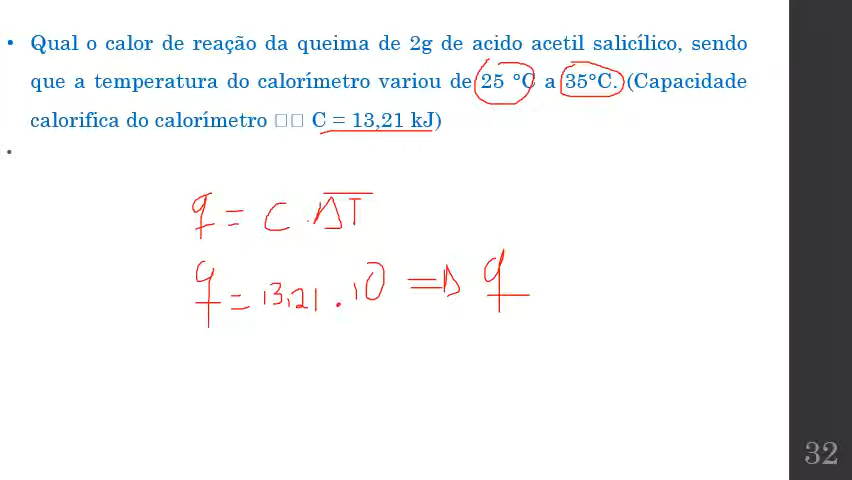 • Qual o calor de reação da queima de 2g de acido acetil salicílico, sendo
que a temperatura do calorímetro variou de 25 °C a 35°C. (Capacidade
calorifica do calorímetro □□ C = 13,21 kJ)
•
q = C . ΔT
q = 13,21 . 10 ⇒ q
32